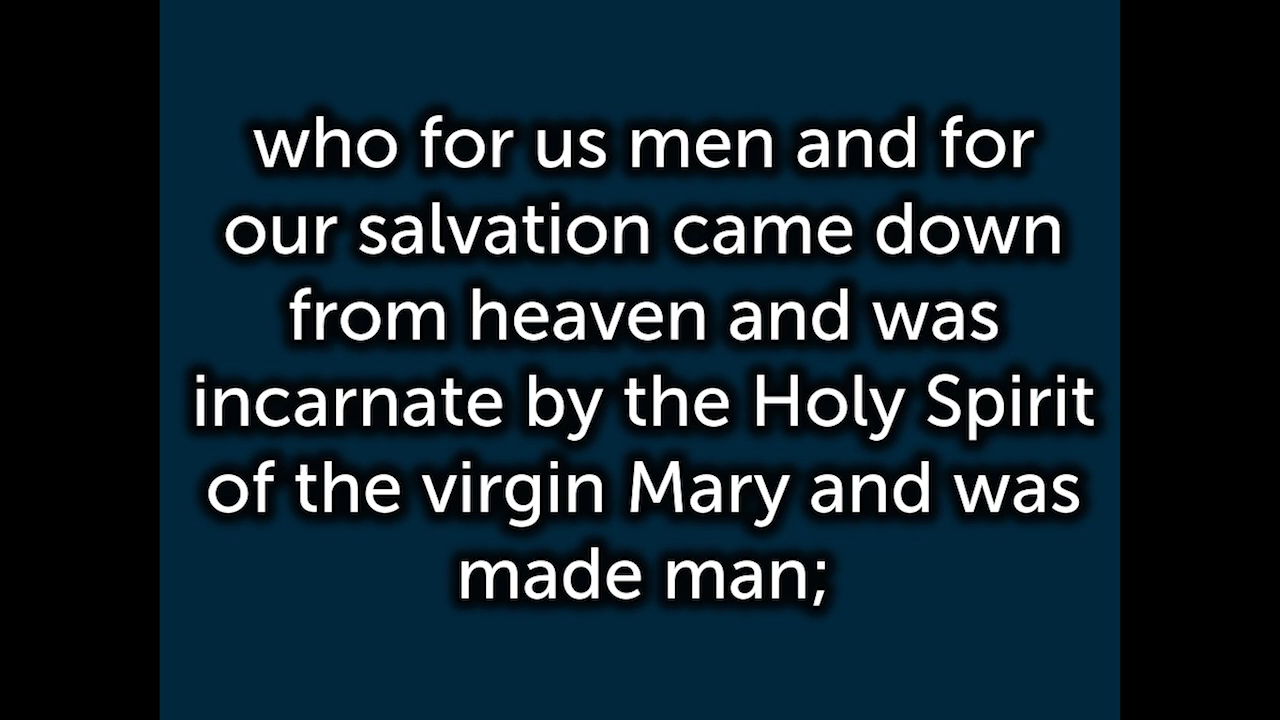 who for us men and for
our salvation came down
from heaven and was
incarnate by the Holy Spirit
of the virgin Mary and was
made man;